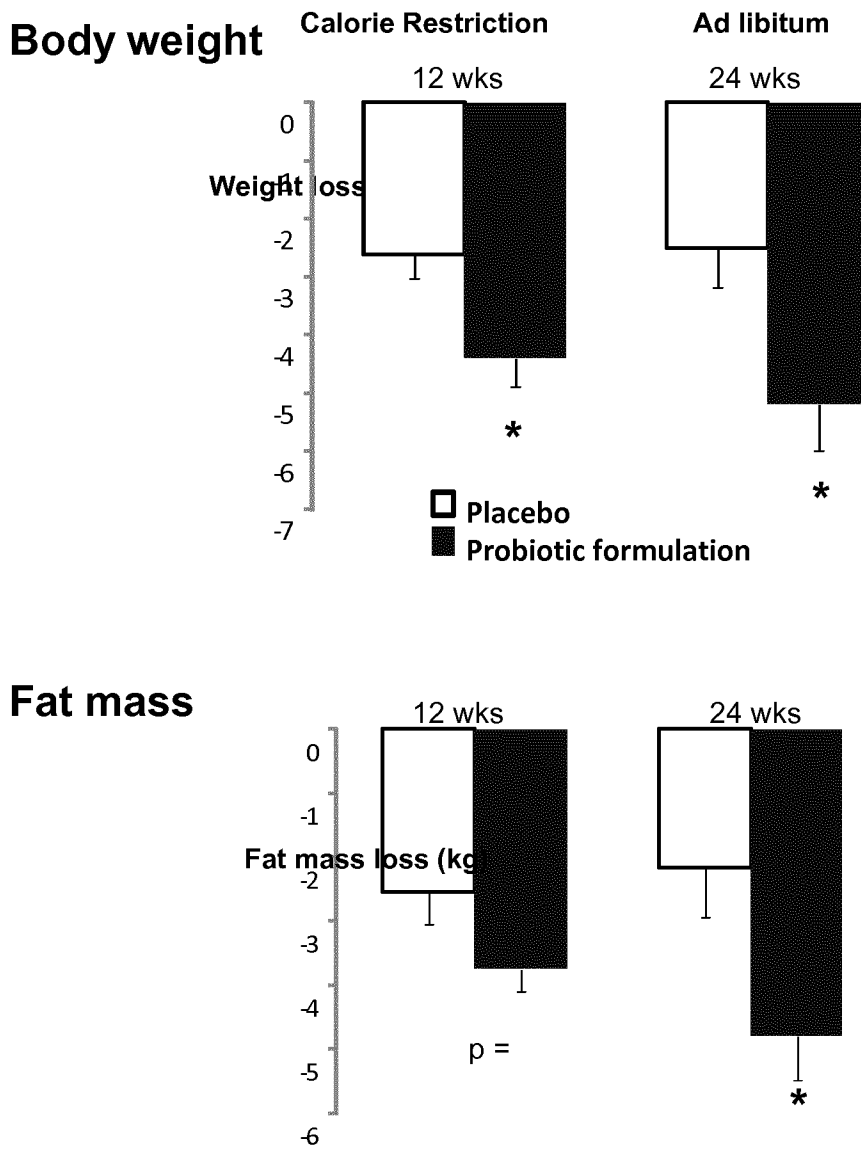 Calorie Restriction
Ad libitum
Body weight
12 wks
24 wks
0
-1
Weight loss
-2
-3
-4
-5
*
-6
*
-7
Placebo
Probiotic formulation
Fat mass
12 wks
24 wks
0
-1
Fat mass loss (kg)
-2
-3
-4
p =
-5
*
-6